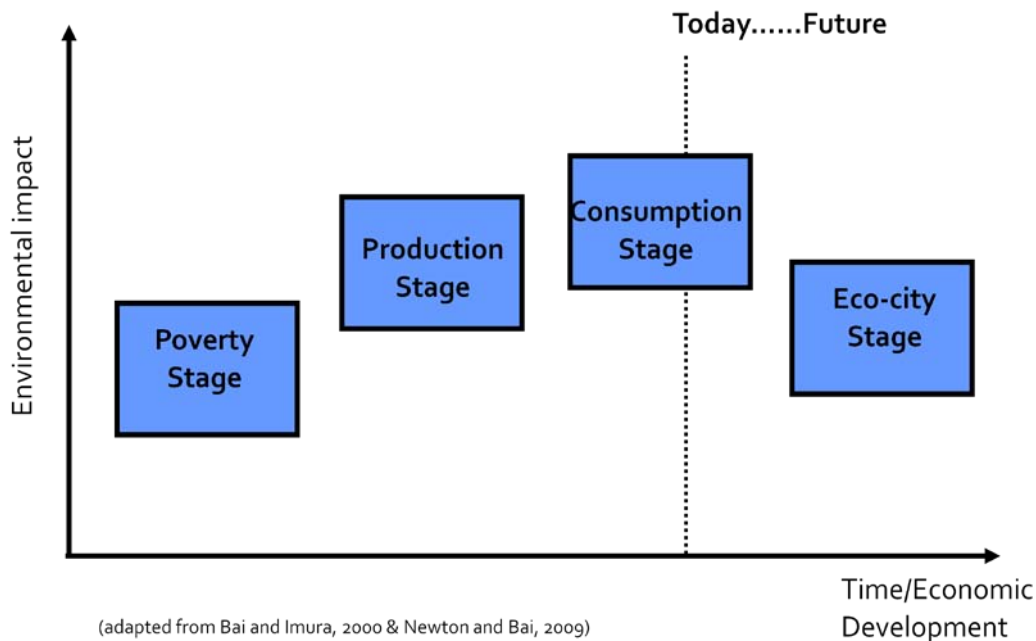 Today......Future
Environmental impact
Consumption
Stage
Production
Stage
Eco-city
Stage
Poverty
Stage
Time/Economic
Development
(adapted from Bai and Imura, 2000 & Newton and Bai, 2009)